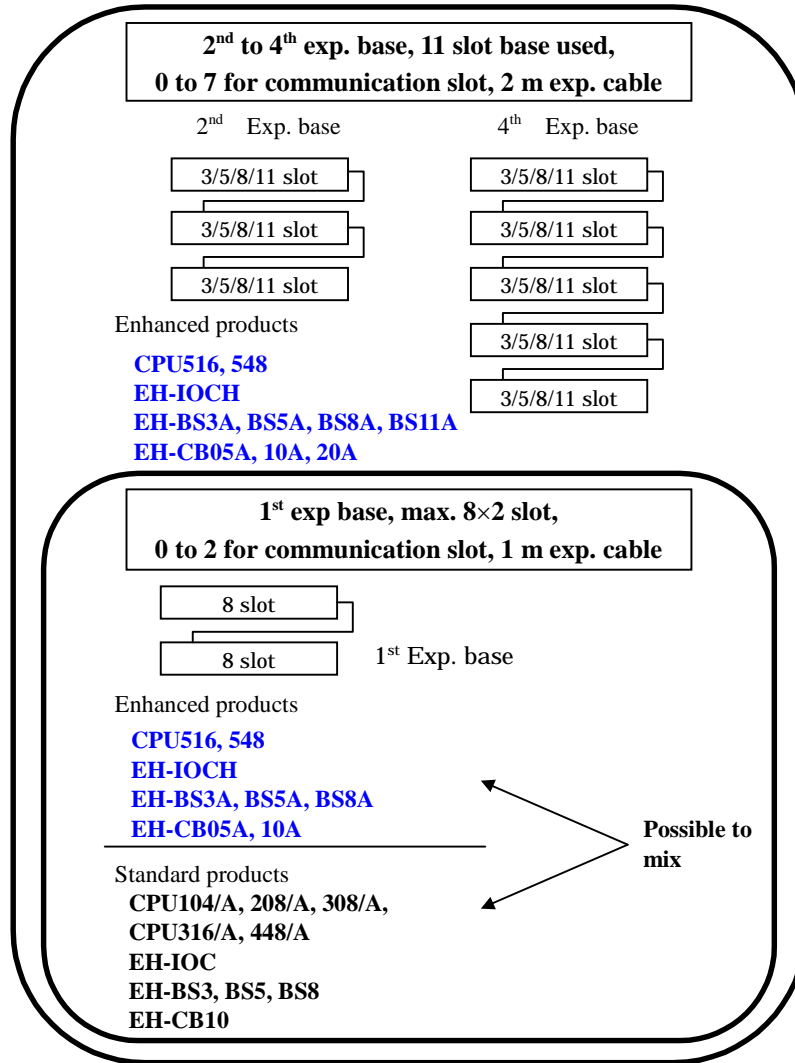 2nd to 4th exp. base, 11 slot base used,
0 to 7 for communication slot, 2 m exp. cable
2nd Exp. base
4th Exp. base
3/5/8/11 slot
3/5/8/11 slot
3/5/8/11 slot
3/5/8/11 slot
3/5/8/11 slot
3/5/8/11 slot
3/5/8/11 slot
3/5/8/11 slot
Enhanced products
CPU516, 548
EH-IOCH
EH-BS3A, BS5A, BS8A, BS11A
EH-CB05A, 10A, 20A
1st exp base, max. 8×2 slot,
0 to 2 for communication slot, 1 m exp. cable
8 slot
8 slot
1st Exp. base
Enhanced products
CPU516, 548
EH-IOCH
EH-BS3A, BS5A, BS8A
EH-CB05A, 10A
Possible to
mix
Standard products
CPU104/A, 208/A, 308/A,
CPU316/A, 448/A
EH-IOC
EH-BS3, BS5, BS8
EH-CB10